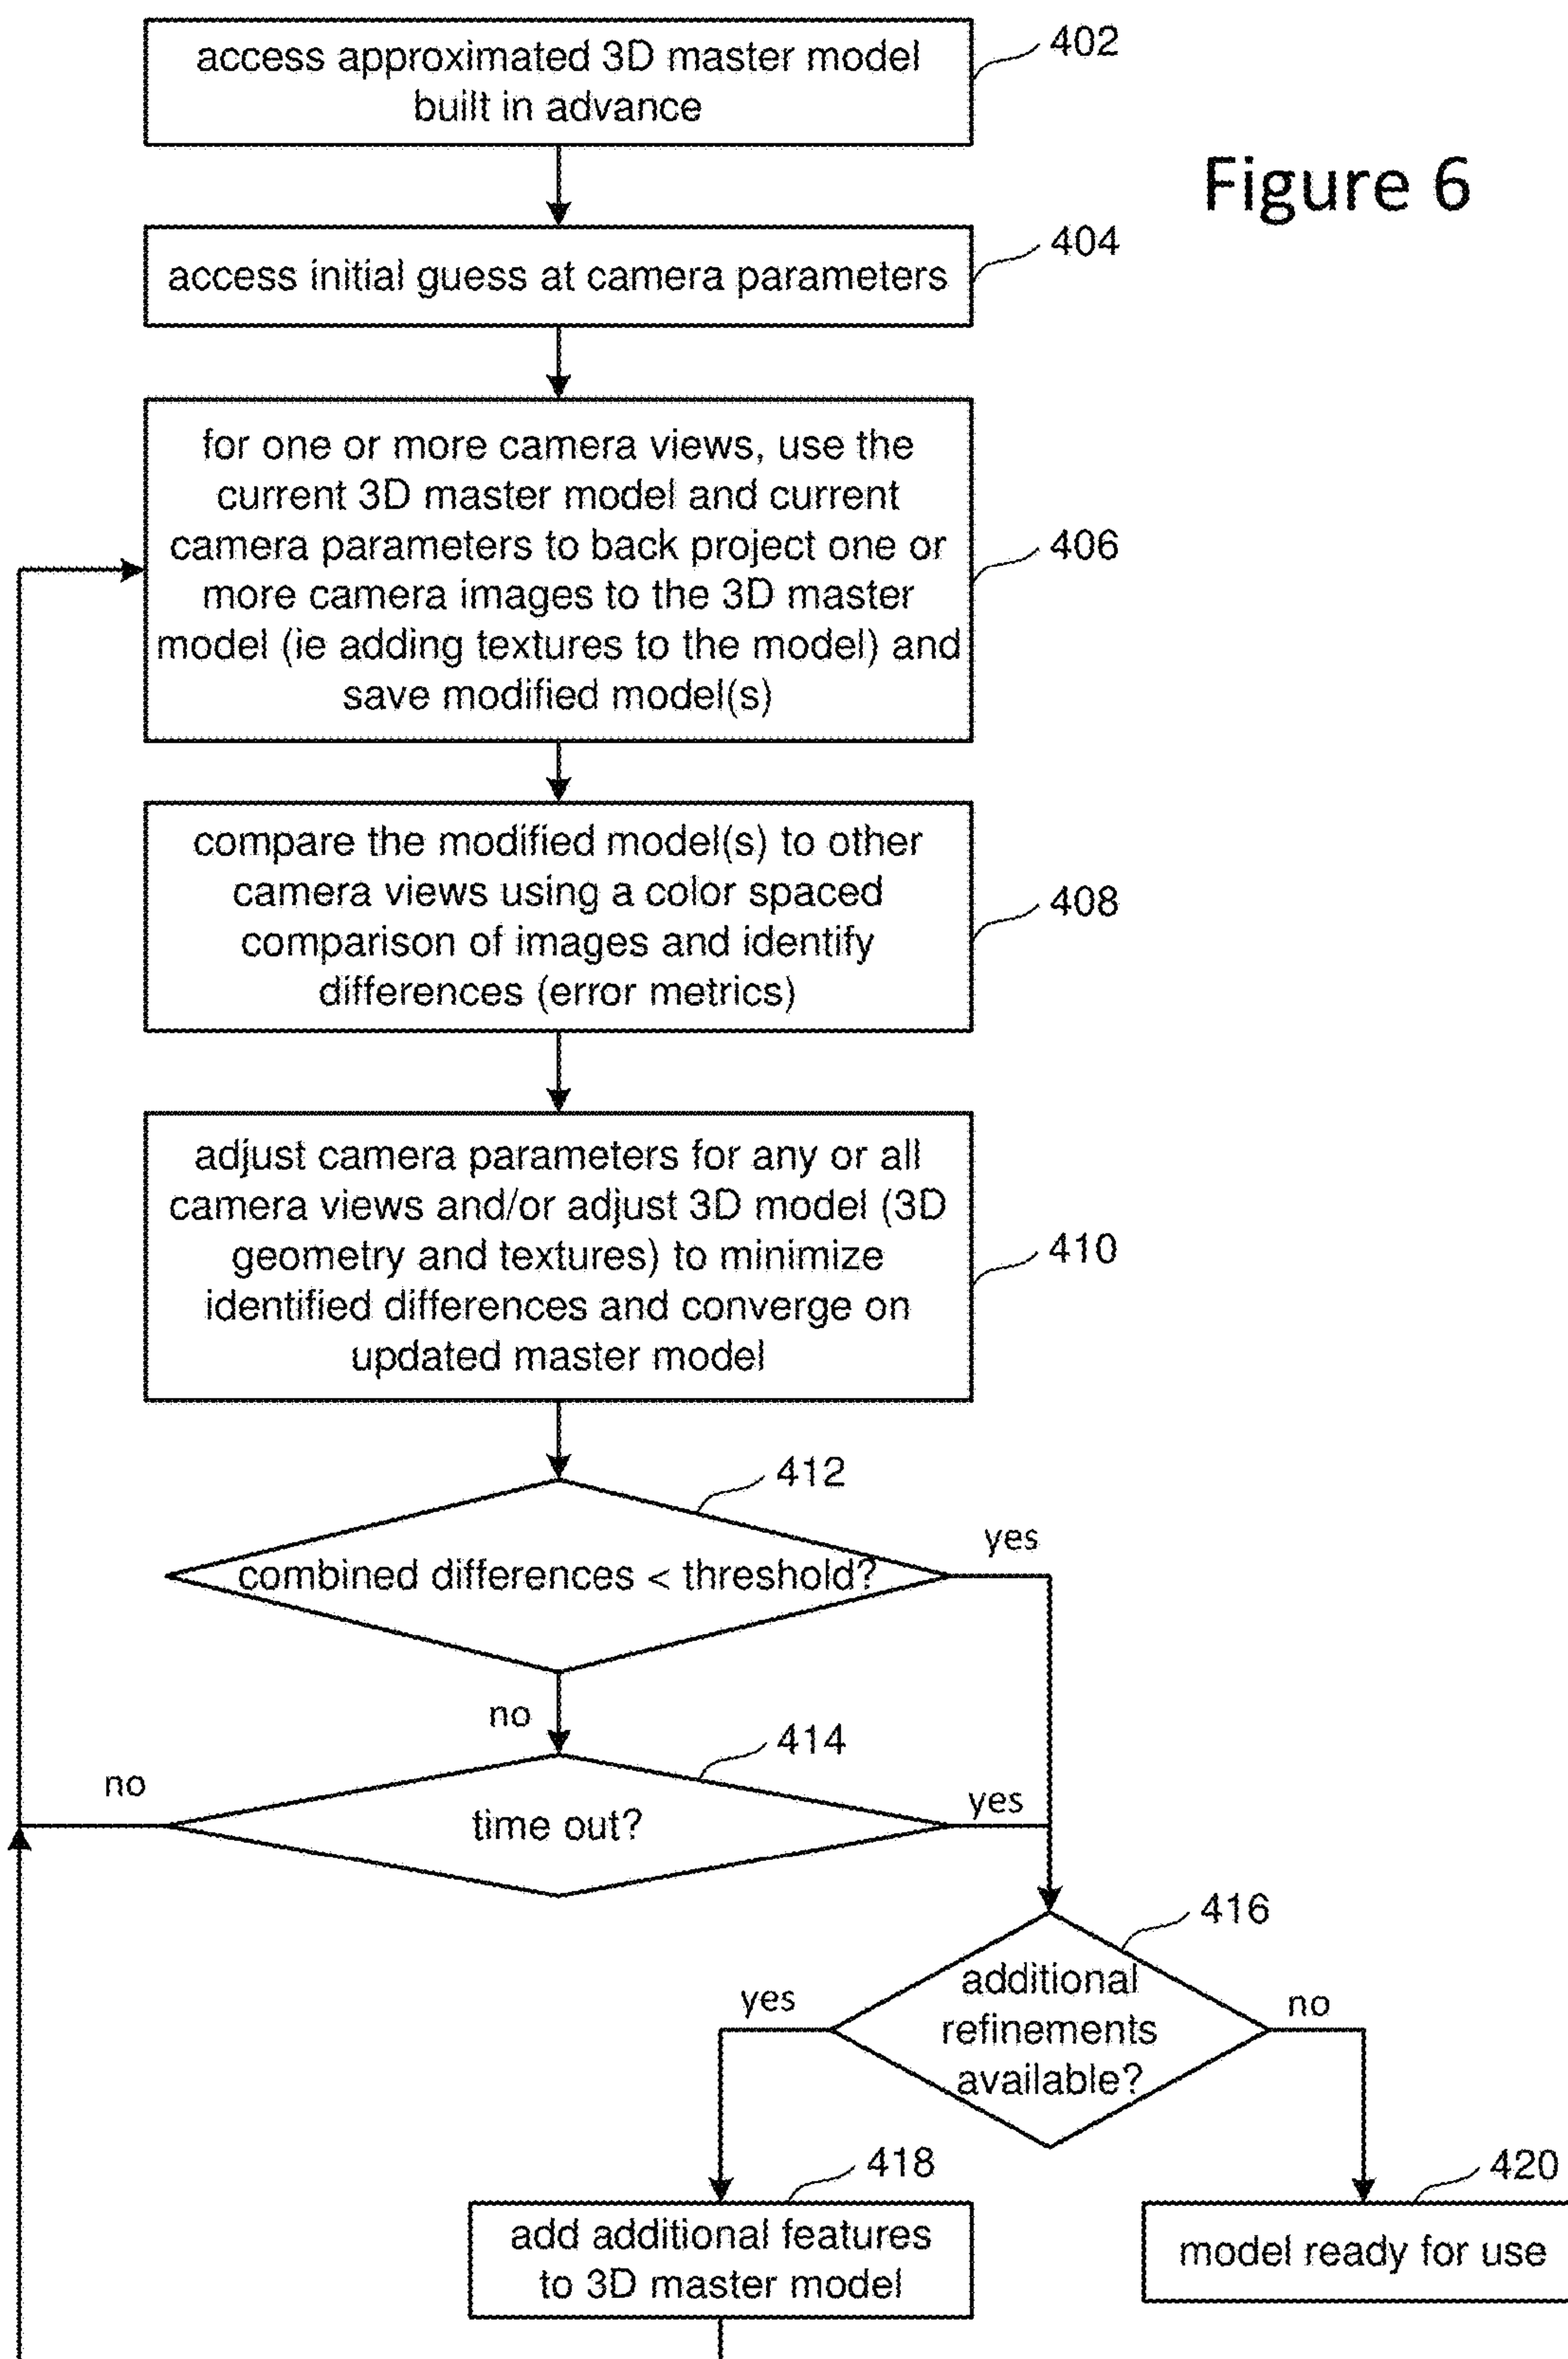 access approximated 3D master model
built in advance
402
Figure 6
404
access initial guess at camera parameters
for one or more camera views, use the
current 3D master model and current
camera parameters to back project one or
more camera images to the 3D master
model (ie adding textures to the model) and
save modified model(s)
406
compare the modified model(s) to other
camera views using a color spaced
comparison of images and identify
differences (error metrics)
408
adjust camera parameters for any or all
camera views and/or adjust 3D model (3D
geometry and textures) to minimize
identified differences and converge on
updated master model
410
412
combined differences < threshold?
yes
no
414
no
time out?
yes
416
additional
refinements
available?
yes
no
418
add additional features
to 3D master model
420
model ready for use